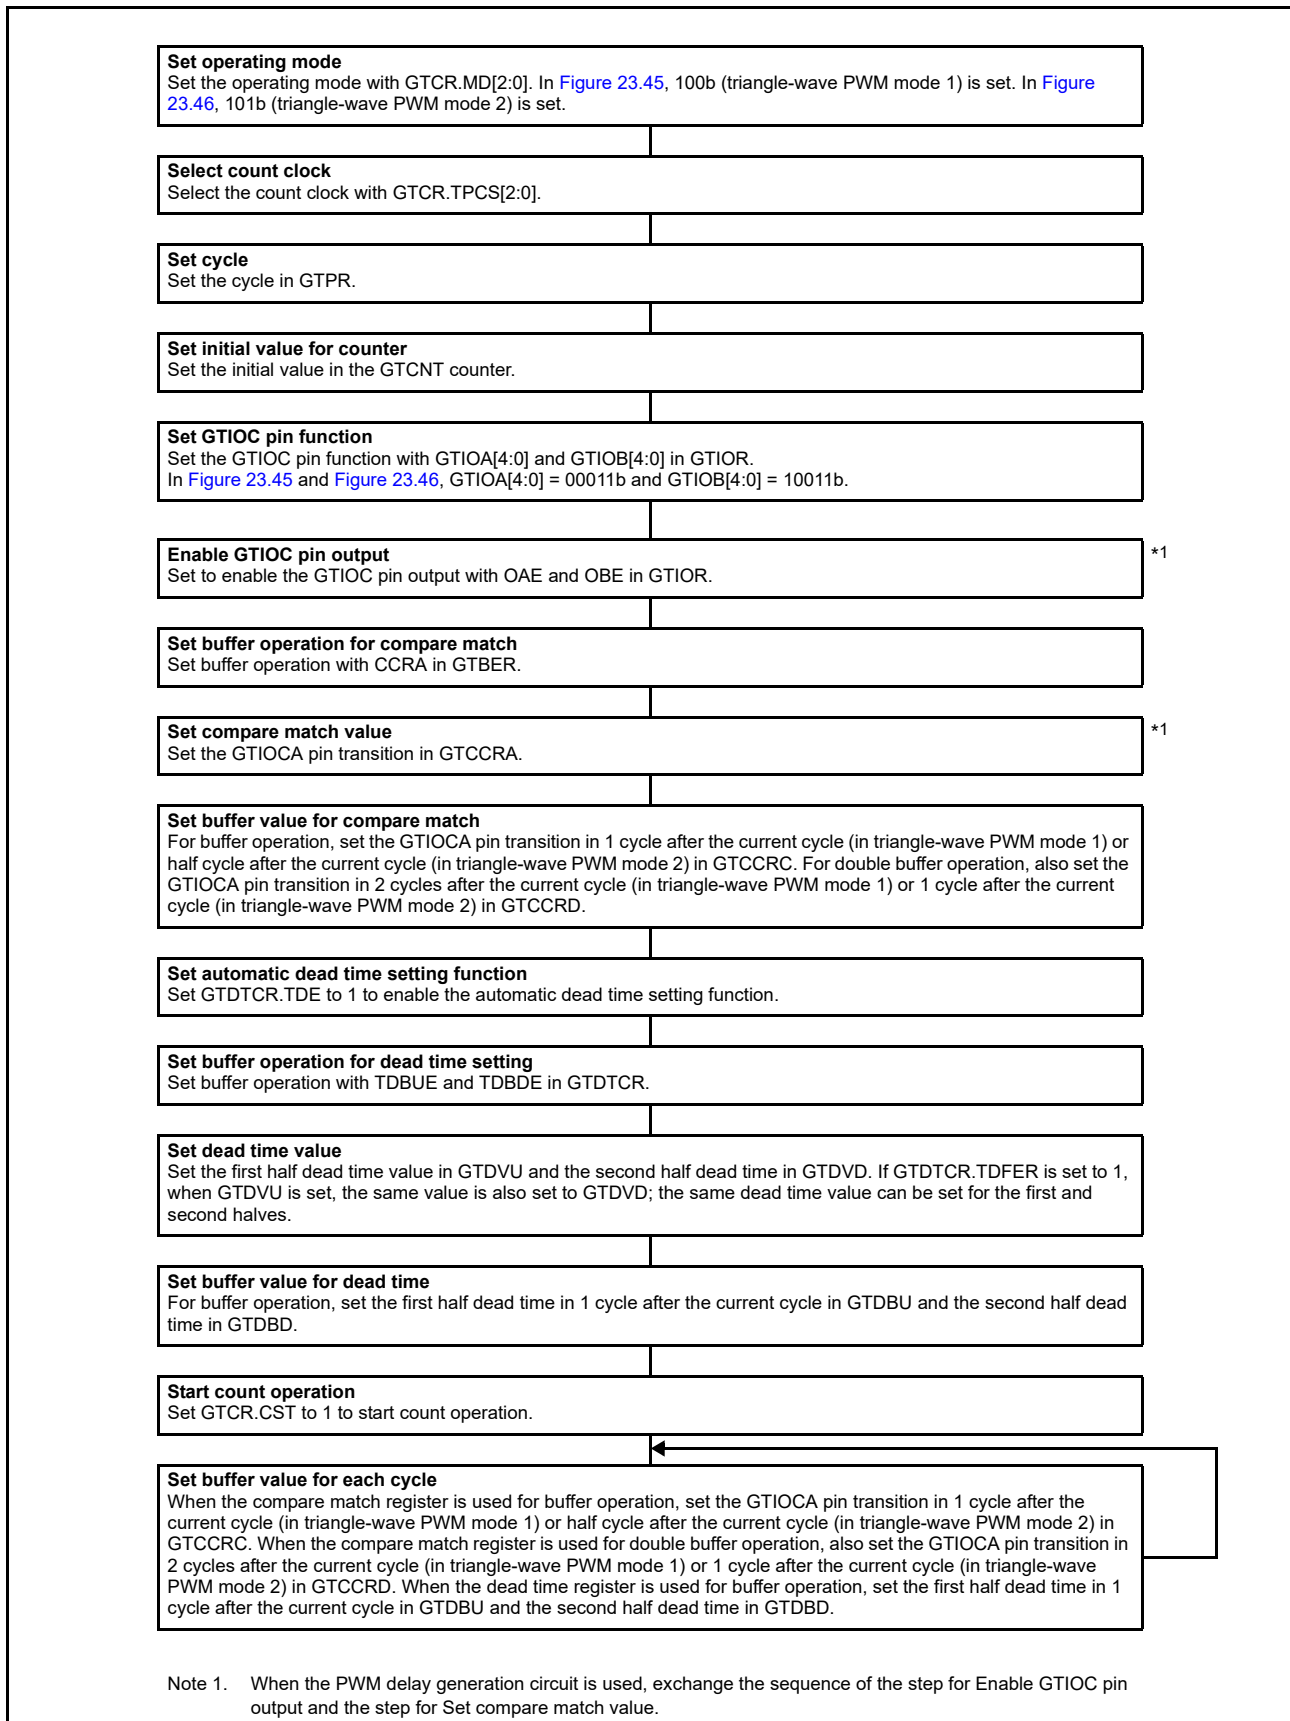 Set operating mode
Set the operating mode with GTCR.MD[2:0]. In Figure 23.45, 100b (triangle-wave PWM mode 1) is set. In Figure
23.46, 101b (triangle-wave PWM mode 2) is set.
Select count clock
Select the count clock with GTCR.TPCS[2:0].
Set cycle
Set the cycle in GTPR.
Set initial value for counter
Set the initial value in the GTCNT counter.
Set GTIOC pin function
Set the GTIOC pin function with GTIOA[4:0] and GTIOB[4:0] in GTIOR.
In Figure 23.45 and Figure 23.46, GTIOA[4:0] = 00011b and GTIOB[4:0] = 10011b.
Enable GTIOC pin output
*1
Set to enable the GTIOC pin output with OAE and OBE in GTIOR.
Set buffer operation for compare match
Set buffer operation with CCRA in GTBER.
Set compare match value
*1
Set the GTIOCA pin transition in GTCCRA.
Set buffer value for compare match
For buffer operation, set the GTIOCA pin transition in 1 cycle after the current cycle (in triangle-wave PWM mode 1) or
half cycle after the current cycle (in triangle-wave PWM mode 2) in GTCCRC. For double buffer operation, also set the
GTIOCA pin transition in 2 cycles after the current cycle (in triangle-wave PWM mode 1) or 1 cycle after the current
cycle (in triangle-wave PWM mode 2) in GTCCRD.
Set automatic dead time setting function
Set GTDTCR.TDE to 1 to enable the automatic dead time setting function.
Set buffer operation for dead time setting
Set buffer operation with TDBUE and TDBDE in GTDTCR.
Set dead time value
Set the first half dead time value in GTDVU and the second half dead time in GTDVD. If GTDTCR.TDFER is set to 1,
when GTDVU is set, the same value is also set to GTDVD; the same dead time value can be set for the first and
second halves.
Set buffer value for dead time
For buffer operation, set the first half dead time in 1 cycle after the current cycle in GTDBU and the second half dead
time in GTDBD.
Start count operation
Set GTCR.CST to 1 to start count operation.
Set buffer value for each cycle
When the compare match register is used for buffer operation, set the GTIOCA pin transition in 1 cycle after the
current cycle (in triangle-wave PWM mode 1) or half cycle after the current cycle (in triangle-wave PWM mode 2) in
GTCCRC. When the compare match register is used for double buffer operation, also set the GTIOCA pin transition in
2 cycles after the current cycle (in triangle-wave PWM mode 1) or 1 cycle after the current cycle (in triangle-wave
PWM mode 2) in GTCCRD. When the dead time register is used for buffer operation, set the first half dead time in 1
cycle after the current cycle in GTDBU and the second half dead time in GTDBD.
Note 1. When the PWM delay generation circuit is used, exchange the sequence of the step for Enable GTIOC pin
output and the step for Set compare match value.